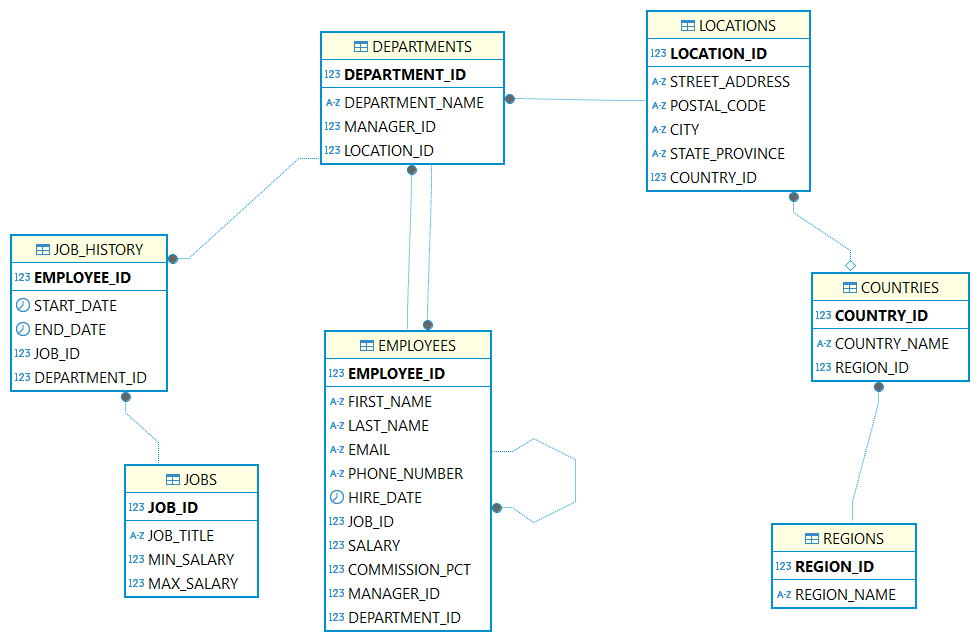 DEPARTMENTS
123 DEPARTMENT_ID
A-Z DEPARTMENT_NAME
123 MANAGER_ID
123 LOCATION_ID
LOCATIONS
123 LOCATION_ID
A-Z STREET_ADDRESS
A-Z POSTAL_CODE
A-Z CITY
A-Z STATE_PROVINCE
123 COUNTRY_ID
JOB_HISTORY
123 EMPLOYEE_ID
START_DATE
END_DATE
123 JOB_ID
123 DEPARTMENT_ID
EMPLOYEES
123 EMPLOYEE_ID
A-Z FIRST_NAME
A-Z LAST_NAME
A-Z EMAIL
A-Z PHONE_NUMBER
HIRE_DATE
123 JOB_ID
123 SALARY
123 COMMISSION_PCT
123 MANAGER_ID
123 DEPARTMENT_ID
COUNTRIES
123 COUNTRY_ID
A-Z COUNTRY_NAME
123 REGION_ID
JOBS
123 JOB_ID
A-Z JOB_TITLE
123 MIN_SALARY
123 MAX_SALARY
REGIONS
123 REGION_ID
A-Z REGION_NAME